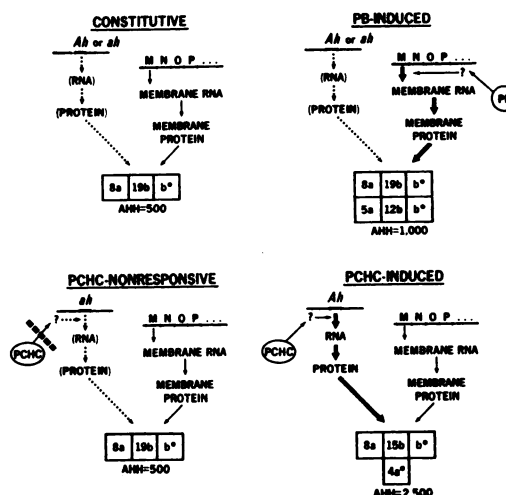 CONSTITUTIVE
Ah or ah
(RNA)
(PROTEIN)
M N O P ...
MEMBRANE RNA
MEMBRANE
PROTEIN
8a 19b b°
AHH=500
PB-INDUCED
Ah or ah
(RNA)
(PROTEIN)
M N O P ...
?
MEMBRANE RNA
MEMBRANE
PROTEIN
8a 19b b°
5a 12b b°
AHH=1,000
PCHC-NONRESPONSIVE
ah
?
PCHC
(RNA)
(PROTEIN)
M N O P ...
MEMBRANE RNA
MEMBRANE
PROTEIN
8a 19b b°
AHH=500
PCHC-INDUCED
Ah
?
PCHC
RNA
PROTEIN
M N O P ...
MEMBRANE RNA
MEMBRANE
PROTEIN
8a 15b b°
4a°
AHH=2,500